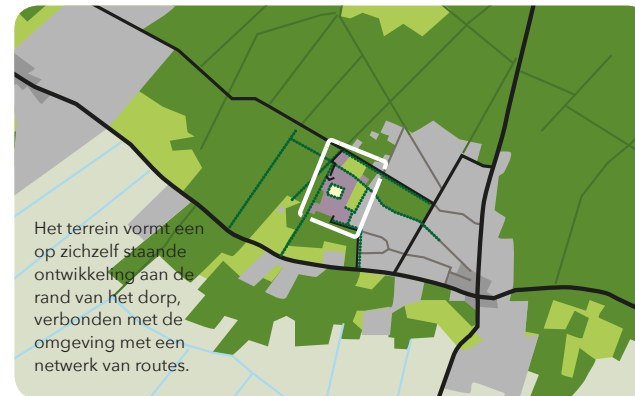 Het terrein vormt een
op zichzelf staande
ontwikkeling aan de
rand van het dorp,
verbonden met de
omgeving met een
netwerk van routes.